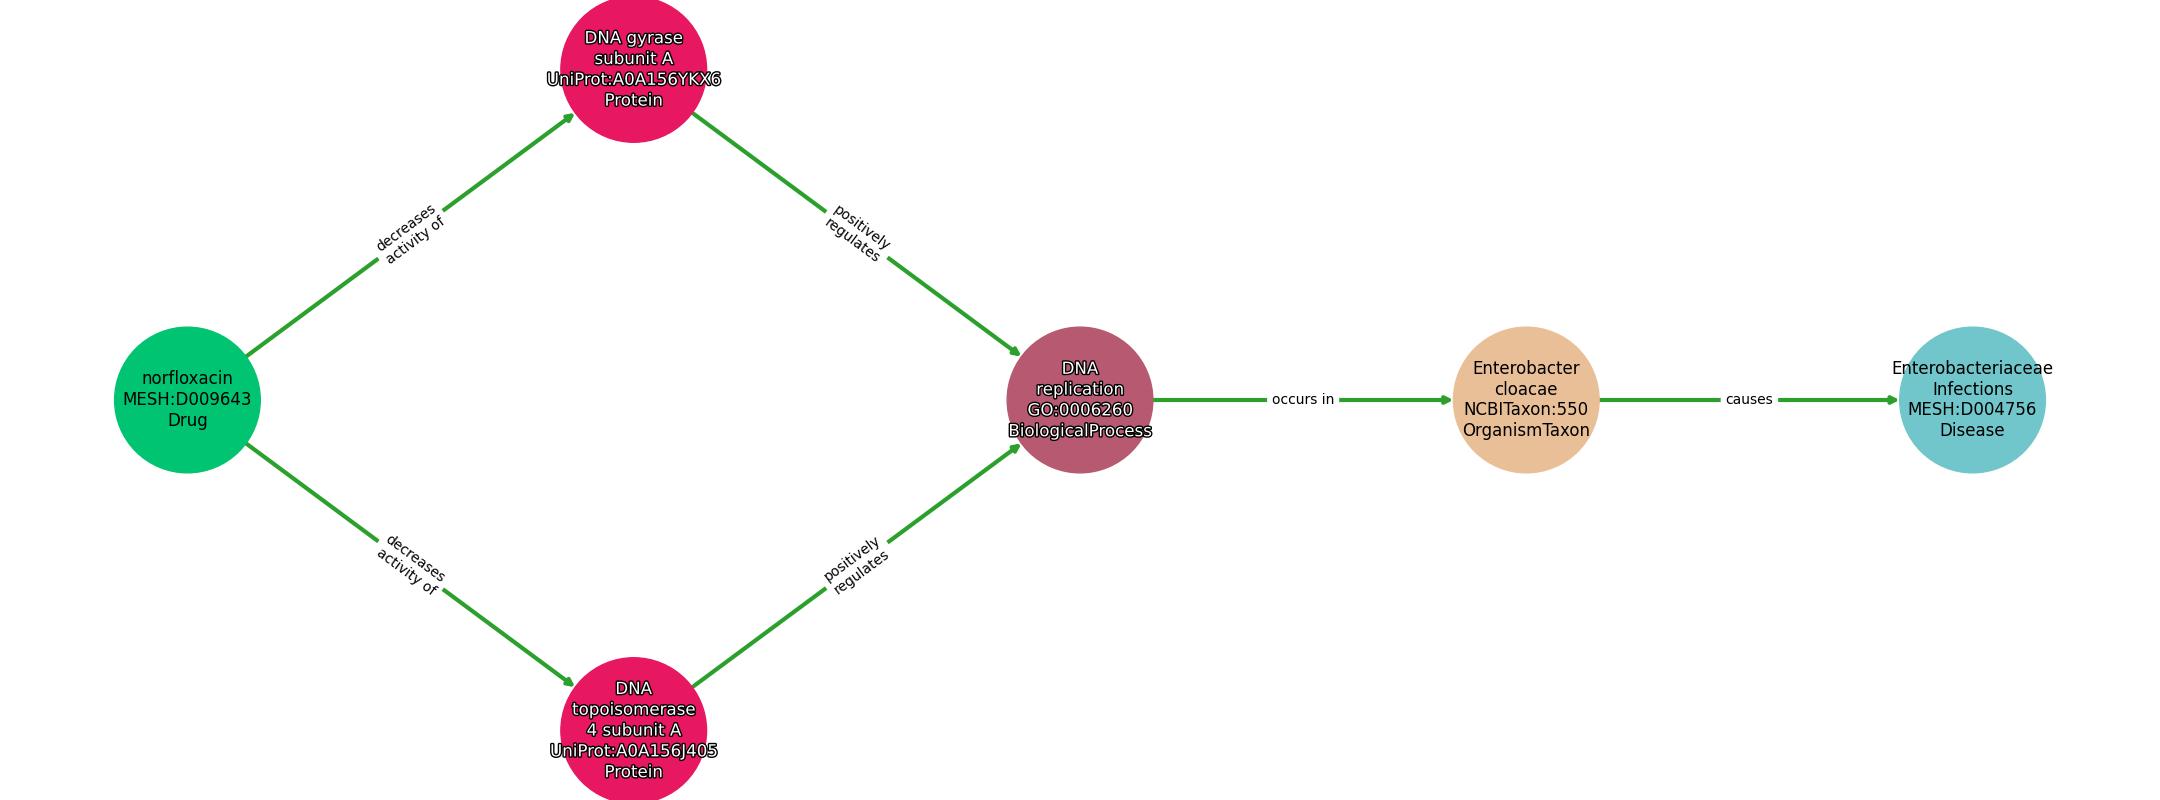 DNA gyrase
subunit A
UniProt:A0A156YKX6
Protein
decreases
activity of
positively
regulates
norfloxacin
MESH:D009643
Drug
DNA
replication
GO:0006260
BiologicalProcess
occurs in
Enterobacter
cloacae
NCBITaxon:550
OrganismTaxon
causes
Enterobacteriaceae
Infections
MESH:D004756
Disease
decreases
activity of
positively
regulates
DNA
topoisomerase
4 subunit A
UniProt:A0A156J405
Protein